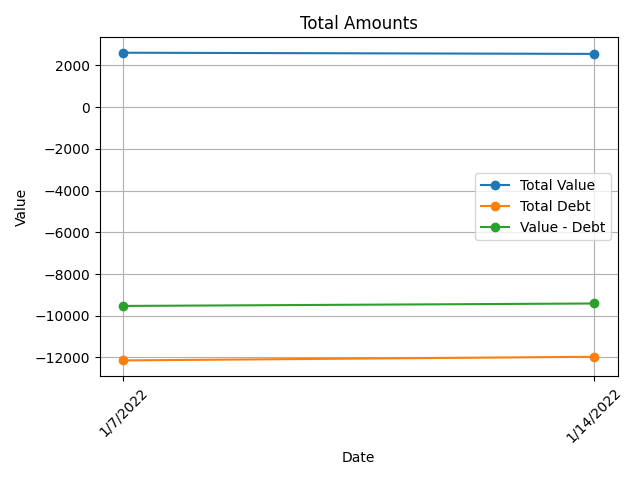 Total Amounts
2000
0
−2000
−4000
−6000
−8000
−10000
−12000
Value
Total Value
Total Debt
Value - Debt
1/7/2022
1/14/2022
Date